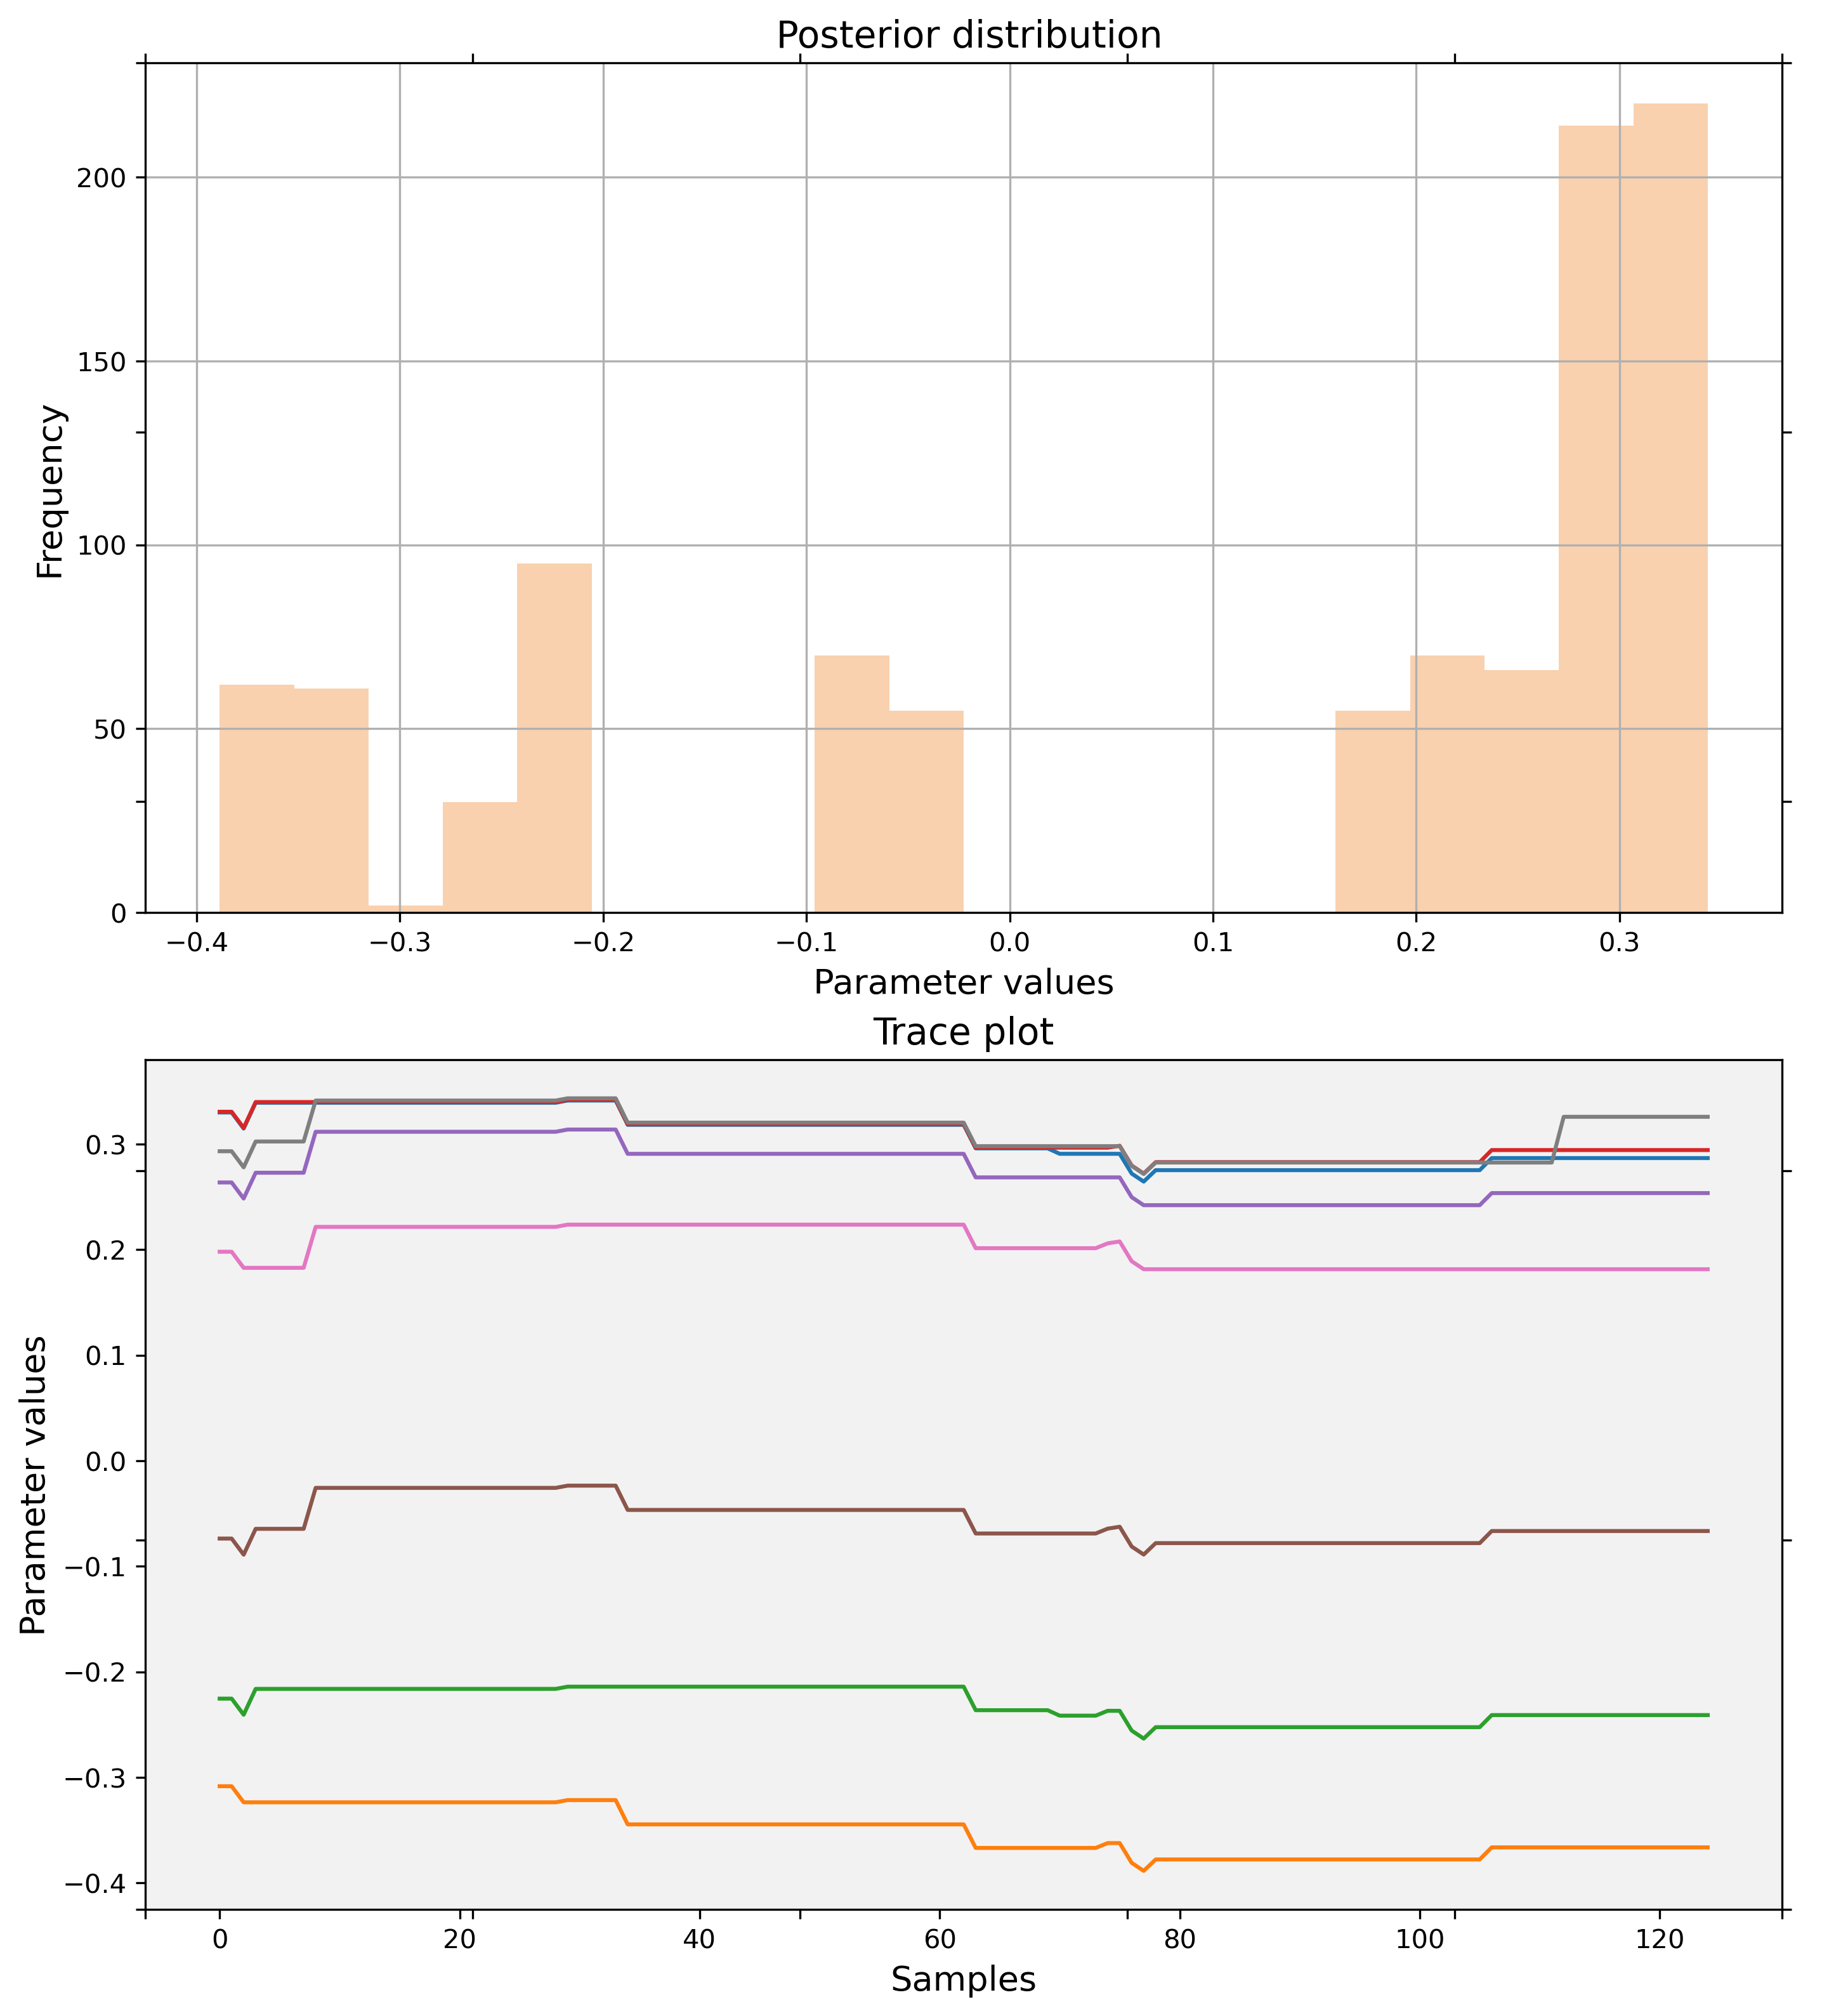 Posterior distribution
200
150
100
50
0
Frequency
−0.4 −0.3 −0.2 −0.1 0.0 0.1 0.2 0.3
Parameter values
Trace plot
0.3
0.2
0.1
0.0
−0.1
−0.2
−0.3
−0.4
Parameter values
0 20 40 60 80 100 120
Samples